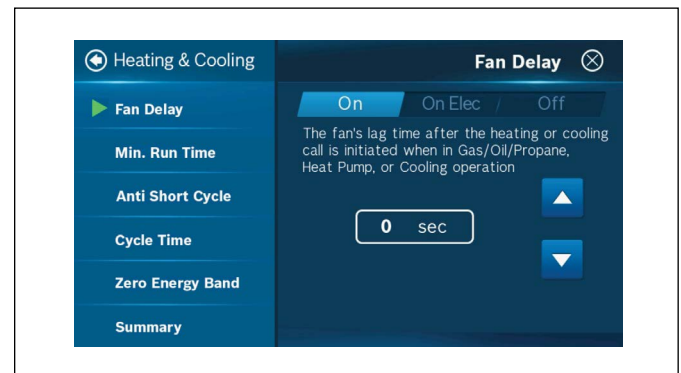 Heating & Cooling
Fan Delay
Min. Run Time
Anti Short Cycle
Cycle Time
Zero Energy Band
Summary
Fan Delay
On / On Elec / Off
The fan's lag time after the heating or cooling
call is initiated when in Gas/Oil/Propane,
Heat Pump, or Cooling operation
0 sec